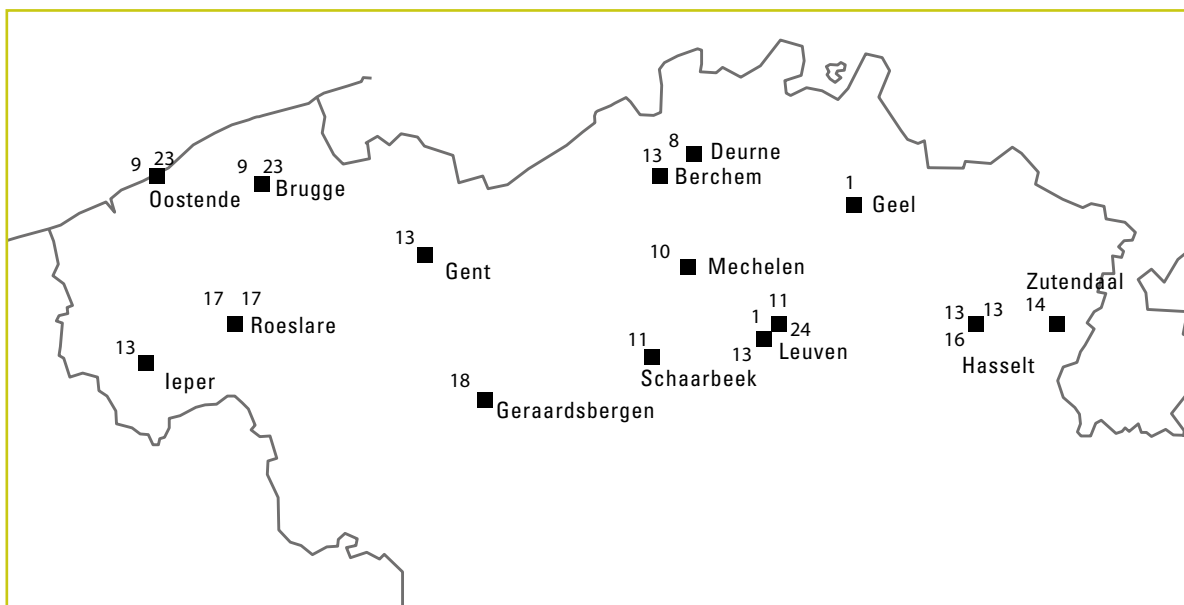 8
Deurne
9 23
Oostende
9 23
Brugge
13
Berchem
1
Geel
13
Gent
10
Mechelen
Zutendaal
14
17 17
Roeslare
11
1
24
13
Leuven
13 13
16
Hasselt
13
Ieper
11
Schaarbeek
18
Geraardsbergen